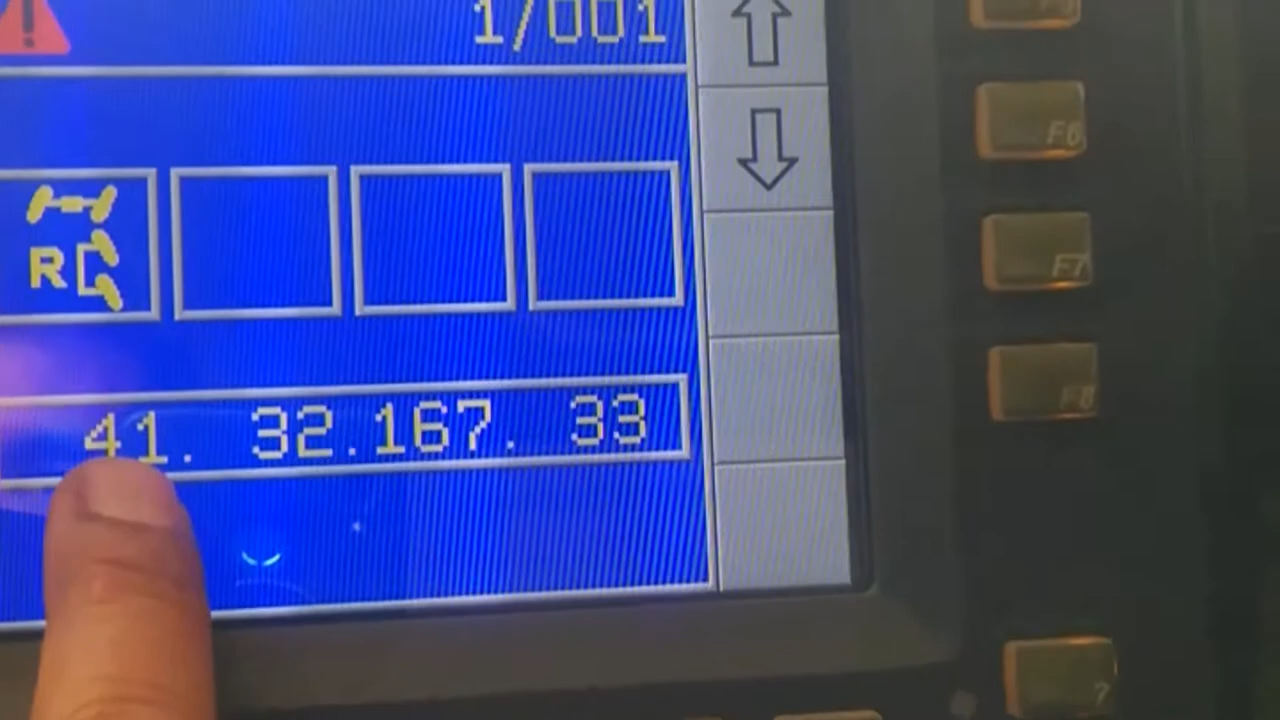 1/001
F6
R
F7
F8
41. 32.167. 33
?